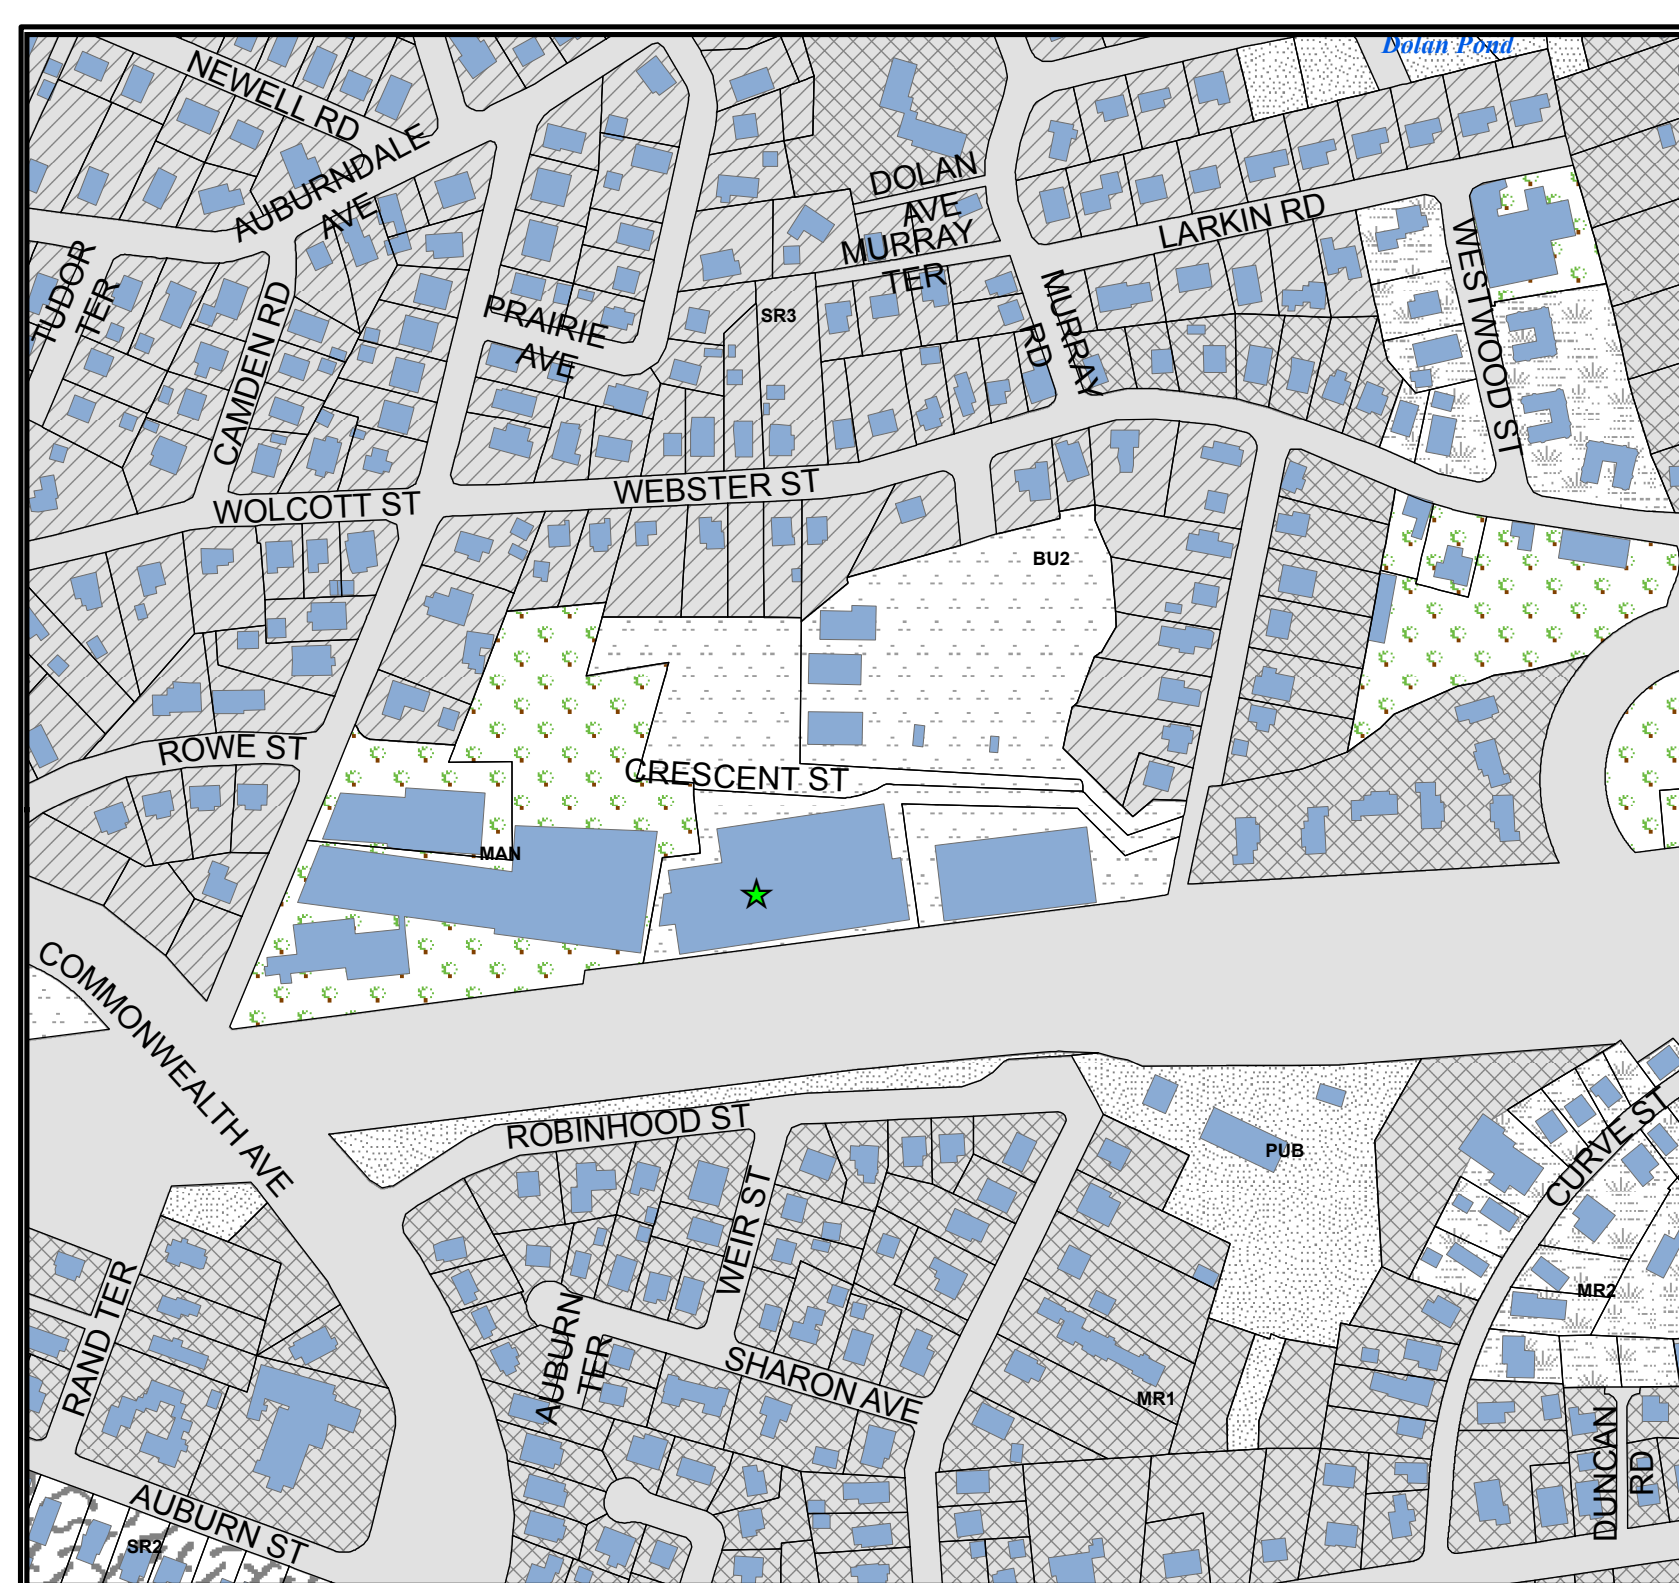 Dolan Pond
NEWELL RD
AUBURNDALE
AVE
DOLAN
AVE
MURRAY
TER
LARKIN RD
TUDOR
TER
CAMDEN RD
PRAIRIE
AVE
SR3
MURRAY
RD
WESTWOOD ST
WOLCOTT ST
WEBSTER ST
BU2
ROWE ST
CRESCENT ST
MAN
COMMONWEALTH AVE
ROBINHOOD ST
PUB
CURVE ST
WEIR ST
RAND TER
AUBURN
TER
SHARON AVE
MR2
MR1
DUNCAN
RD
AUBURN ST
SR2